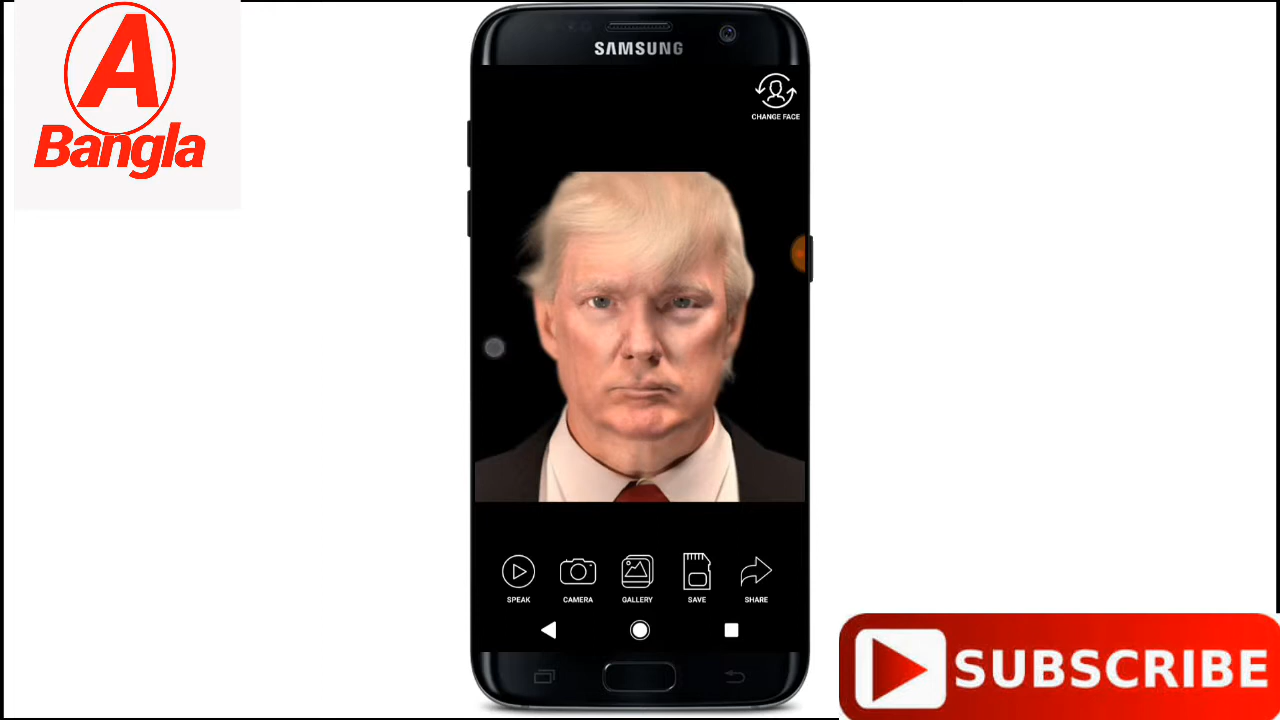 A
Bangla
SAMSUNG
CHANGE FACE
SPEAK
CAMERA
GALLERY
SAVE
SHARE
SUBSCRIBE